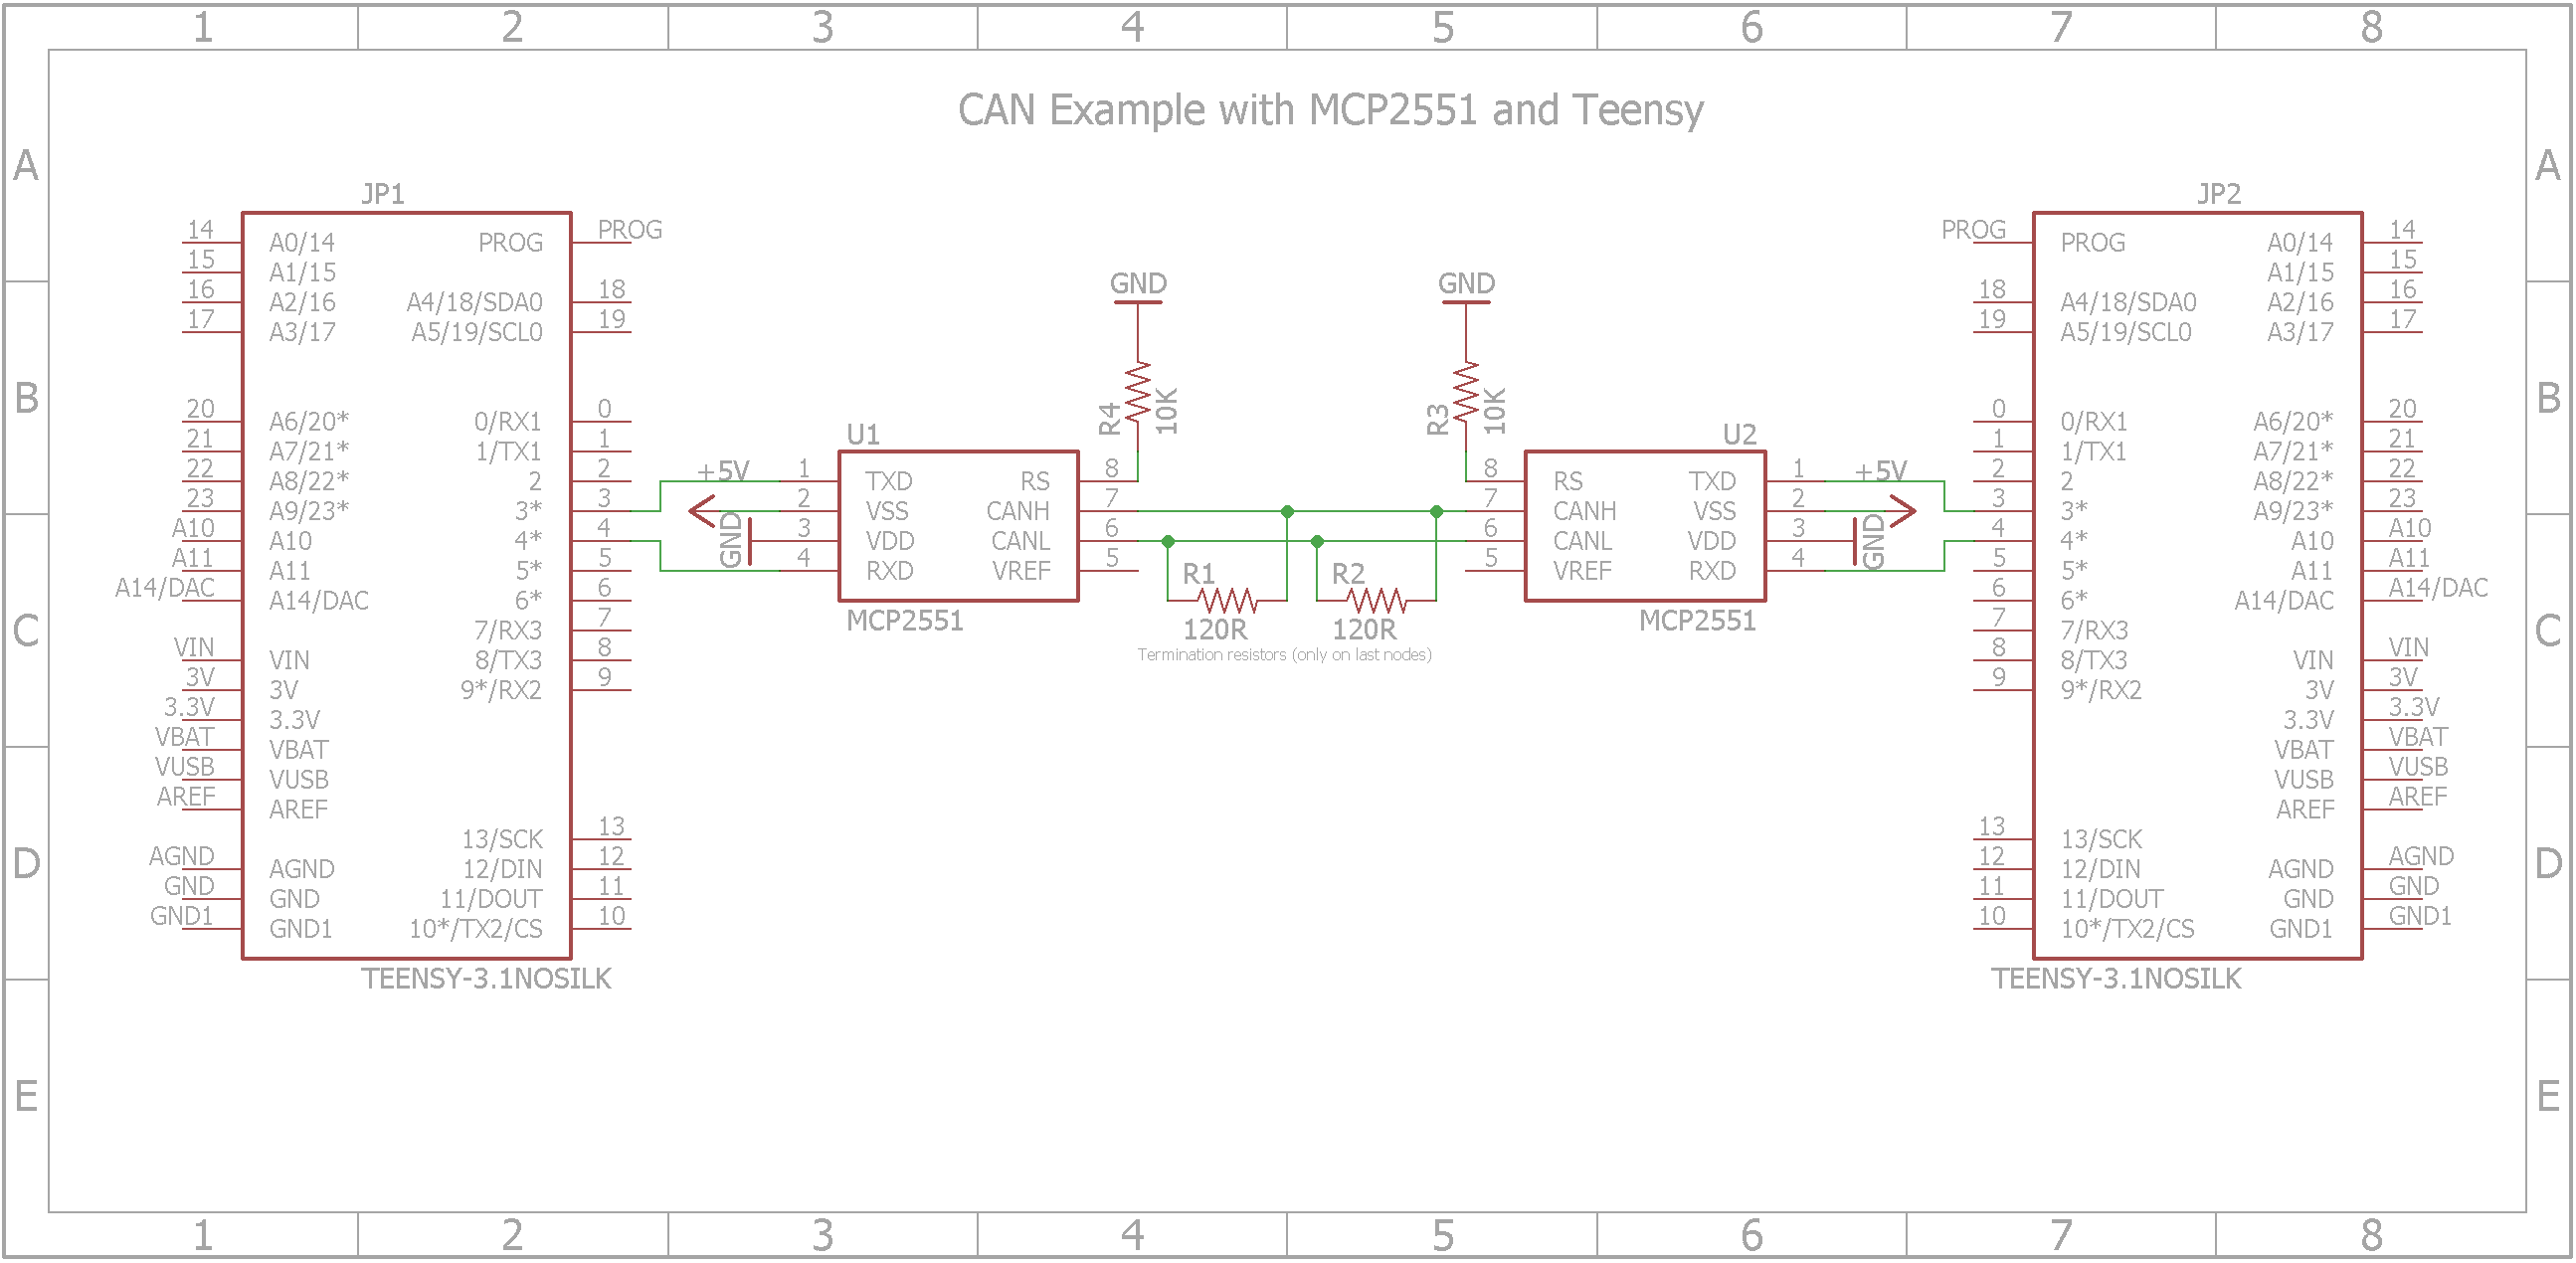 1 2 3 4 5 6 7 8
CAN Example with MCP2551 and Teensy
A
A
B
B
C
C
D
D
E
E
JP1
14 A0/14 PROG PROG
15 A1/15
16 A2/16 A4/18/SDA0 18
17 A3/17 A5/19/SCL0 19
20 A6/20* 0/RX1 0
21 A7/21* 1/TX1 1
22 A8/22* 2 2
23 A9/23* 3* 3
A10 A10 4* 4
A11 A11 5* 5
A14/DAC A14/DAC 6* 6
7/RX3 7
VIN VIN 8/TX3 8
3V 3V 9*/RX2 9
3.3V 3.3V
VBAT VBAT
VUSB VUSB
AREF AREF
13/SCK 13
AGND AGND 12/DIN 12
GND GND 11/DOUT 11
GND1 GND1 10*/TX2/CS 10
TEENSY-3.1NOSILK
+5V
GND
U1
1 TXD RS 8
2 VSS CANH 7
3 VDD CANL 6
4 RXD VREF 5
MCP2551
GND
R4
10K
GND
R3
10K
R1
120R
R2
120R
Termination resistors (only on last nodes)
U2
8 RS TXD 1
7 CANH VSS 2
6 CANL VDD 3
5 VREF RXD 4
MCP2551
+5V
GND
JP2
PROG PROG A0/14 14
A1/15 15
18 A4/18/SDA0 A2/16 16
19 A5/19/SCL0 A3/17 17
0 0/RX1 A6/20* 20
1 1/TX1 A7/21* 21
2 2 A8/22* 22
3 3* A9/23* 23
4 4* A10 A10
5 5* A11 A11
6 6* A14/DAC A14/DAC
7 7/RX3
8 8/TX3 VIN VIN
9 9*/RX2 3V 3V
3.3V 3.3V
VBAT VBAT
VUSB VUSB
AREF AREF
13 13/SCK
12 12/DIN AGND AGND
11 11/DOUT GND GND
10 10*/TX2/CS GND1 GND1
TEENSY-3.1NOSILK
1 2 3 4 5 6 7 8